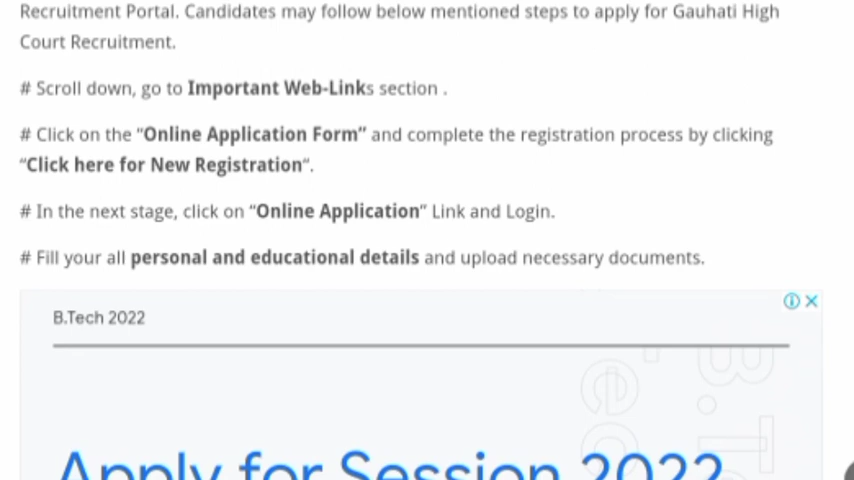 Recruitment Portal. Candidates may follow below mentioned steps to apply for Gauhati High
Court Recruitment.
# Scroll down, go to Important Web-Links section .
# Click on the “Online Application Form” and complete the registration process by clicking
“Click here for New Registration“.
# In the next stage, click on “Online Application” Link and Login.
# Fill your all personal and educational details and upload necessary documents.
B.Tech 2022
Apply for Session 2022